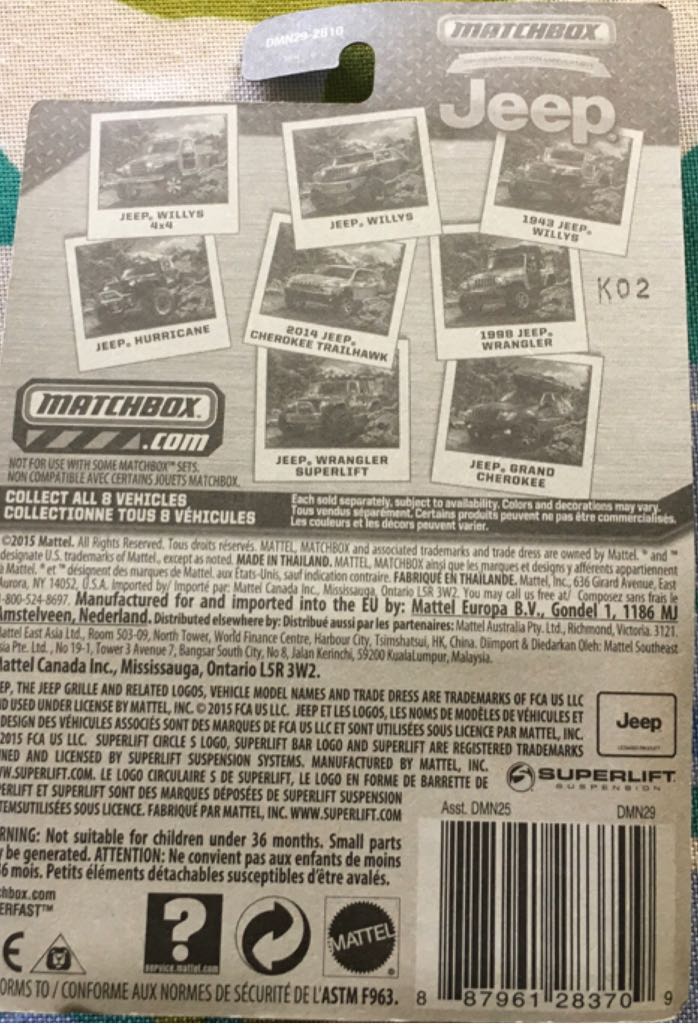 DMN29-2B10
MATCHBOX
Jeep
JEEP® WILLYS
4x4
JEEP® WILLYS
1943 JEEP®
WILLYS
JEEP® HURRICANE
2014 JEEP®
CHEROKEE TRAILHAWK
1998 JEEP®
WRANGLER
K02
JEEP® WRANGLER
SUPERLIFT
JEEP® GRAND
CHEROKEE
MATCHBOX
.COM
NOT FOR USE WITH SOME MATCHBOX™ SETS.
NON COMPATIBLE AVEC CERTAINS JOUETS MATCHBOX.
COLLECT ALL 8 VEHICLES
COLLECTIONNE TOUS 8 VÉHICULES
Each sold separately, subject to availability. Colors and decorations may vary.
Tous vendus séparément. Certains produits peuvent ne pas être commercialisés.
Les couleurs et les décors peuvent varier.
©2015 Mattel. All Rights Reserved. Tous droits réservés. MATTEL, MATCHBOX and associated trademarks and trade dress are owned by Mattel. ® and ™
designate U.S. trademarks of Mattel, except as noted. MADE IN THAILAND. MATTEL, MATCHBOX ainsi que les marques et designs y afférents appartiennent
à Mattel. ® et ™ désignent des marques de Mattel aux États-Unis, sauf indication contraire. FABRIQUÉ EN THAÏLANDE. Mattel, Inc., 636 Girard Avenue, East
Aurora, NY 14052, U.S.A. Imported by/ Importé par: Mattel Canada Inc., Mississauga, Ontario L5R 3W2. You may call us free at/ Composez sans frais le
1-800-524-8697. Manufactured for and imported into the EU by: Mattel Europa B.V., Gondel 1, 1186 MJ
Amstelveen, Nederland. Distributed elsewhere by: Distribué aussi par les partenaires: Mattel Australia Pty. Ltd., Richmond, Victoria. 3121.
Mattel East Asia Ltd., Room 503-09, North Tower, World Finance Centre, Harbour City, Tsimshatsui, HK, China. Diimport & Diedarkan Oleh: Mattel Southeast
sia Pte. Ltd., No 19-1, Tower 3 Avenue 7, Bangsar South City, No 8, Jalan Kerinchi, 59200 KualaLumpur, Malaysia.
Mattel Canada Inc., Mississauga, Ontario L5R 3W2.
EP, THE JEEP GRILLE AND RELATED LOGOS, VEHICLE MODEL NAMES AND TRADE DRESS ARE TRADEMARKS OF FCA US LLC
D USED UNDER LICENSE BY MATTEL, INC. © 2015 FCA US LLC. JEEP ET LES LOGOS, LES NOMS DE MODÈLES DE VÉHICULES ET
DESIGN DES VÉHICULES ASSOCIÉS SONT DES MARQUES DE FCA US LLC ET SONT UTILISÉES SOUS LICENCE PAR MATTEL, INC.
2015 FCA US LLC. SUPERLIFT CIRCLE S LOGO, SUPERLIFT BAR LOGO AND SUPERLIFT ARE REGISTERED TRADEMARKS
NED AND LICENSED BY SUPERLIFT SUSPENSION SYSTEMS. MANUFACTURED BY MATTEL, INC.
W.SUPERLIFT.COM. LE LOGO CIRCULAIRE S DE SUPERLIFT, LE LOGO EN FORME DE BARRETTE DE
PERLIFT ET SUPERLIFT SONT DES MARQUES DÉPOSÉES DE SUPERLIFT SUSPENSION
TEMSUTILISÉES SOUS LICENCE. FABRIQUÉ PAR MATTEL, INC. WWW.SUPERLIFT.COM
Jeep
LICENSED PRODUCT
SUPERLIFT
SUSPENSION
Asst. DMN25 DMN29
RNING: Not suitable for children under 36 months. Small parts
y be generated. ATTENTION: Ne convient pas aux enfants de moins
36 mois. Petits éléments détachables susceptibles d'être avalés.
chbox.com
ERFAST™
CE
?
service.mattel.com
MATTEL
ORMS TO / CONFORME AUX NORMES DE SÉCURITÉ DE L'ASTM F963.
8 87961 28370 9